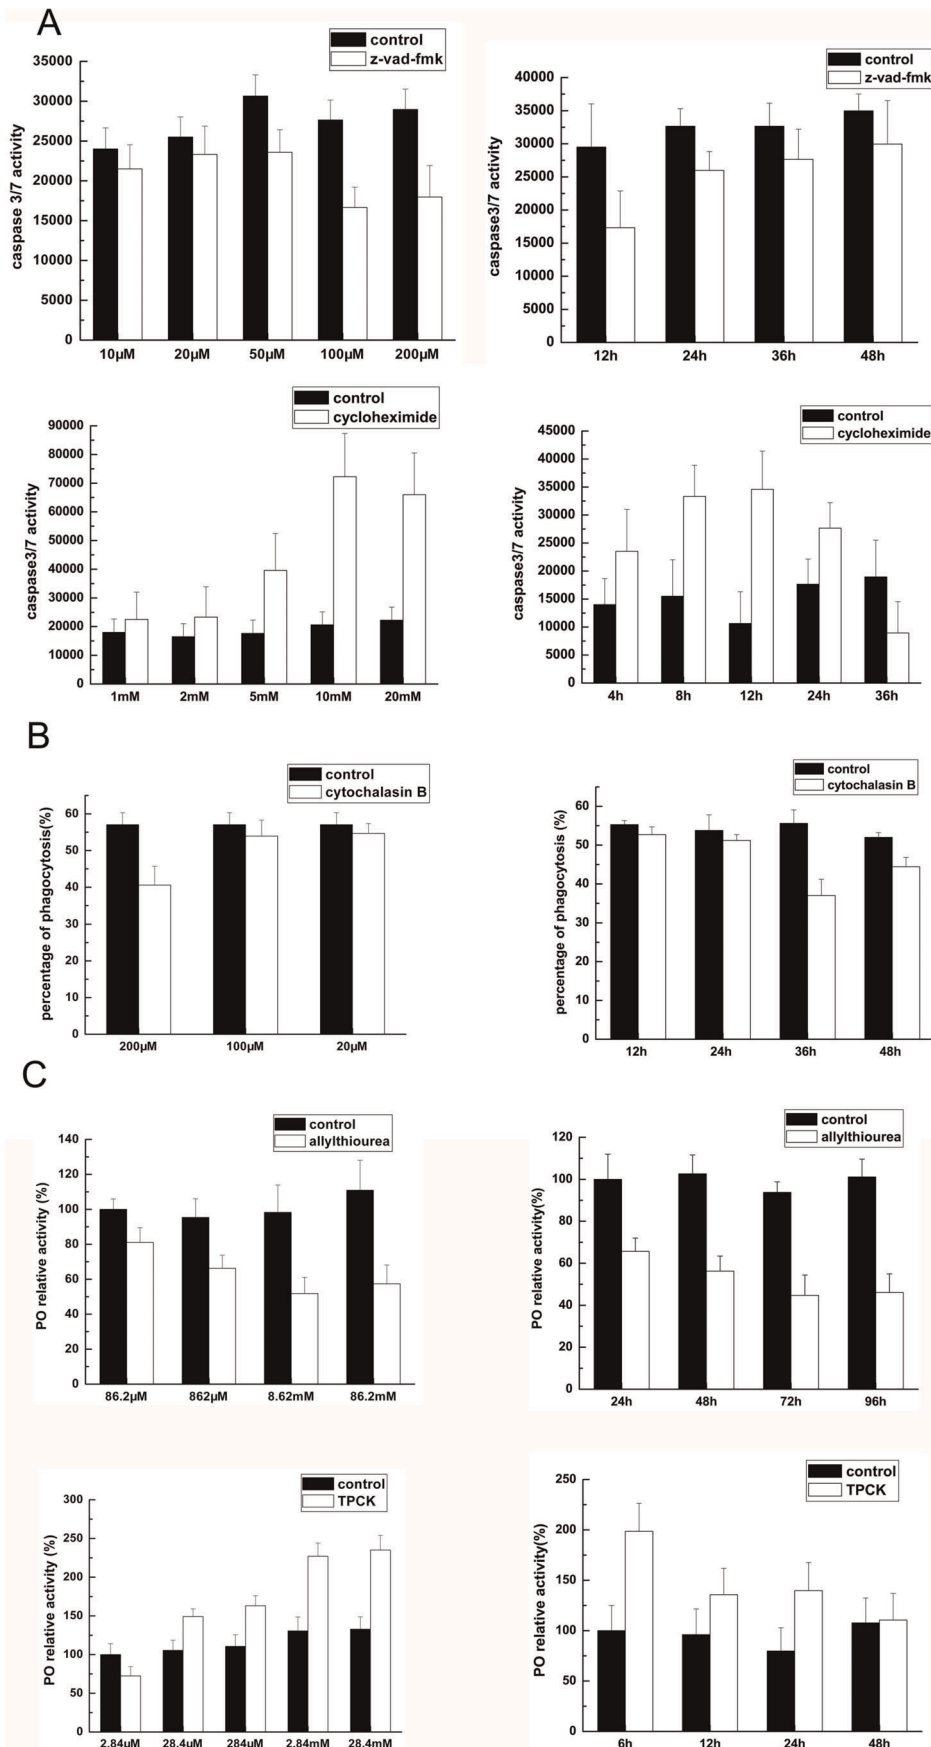 A
control
z-vad-fmk
caspase 3/7 activity
35000
30000
25000
20000
15000
10000
5000
0
10μM 20μM 50μM 100μM 200μM
control
z-vad-fmk
caspase3/7 activity
40000
35000
30000
25000
20000
15000
10000
5000
0
12h 24h 36h 48h
control
cycloheximide
caspase3/7 activity
90000
80000
70000
60000
50000
40000
30000
20000
10000
0
1mM 2mM 5mM 10mM 20mM
control
cycloheximide
caspase3/7 activity
45000
40000
35000
30000
25000
20000
15000
10000
5000
0
4h 8h 12h 24h 36h
B
control
cytochalasin B
percentage of phagocytosis(%)
60
50
40
30
20
10
0
200μM 100μM 20μM
control
cytochalasin B
percentage of phagocytosis (%)
60
50
40
30
20
10
0
12h 24h 36h 48h
C
control
allylthiourea
PO relative activity (%)
140
120
100
80
60
40
20
0
86.2μM 862μM 8.62mM 86.2mM
control
allylthiourea
PO relative activity(%)
120
100
80
60
40
20
0
24h 48h 72h 96h
control
TPCK
PO relative activity (%)
300
250
200
150
100
50
0
2.84μM 28.4μM 284μM 2.84mM 28.4mM
control
TPCK
PO relative activity(%)
250
200
150
100
50
0
6h 12h 24h 48h